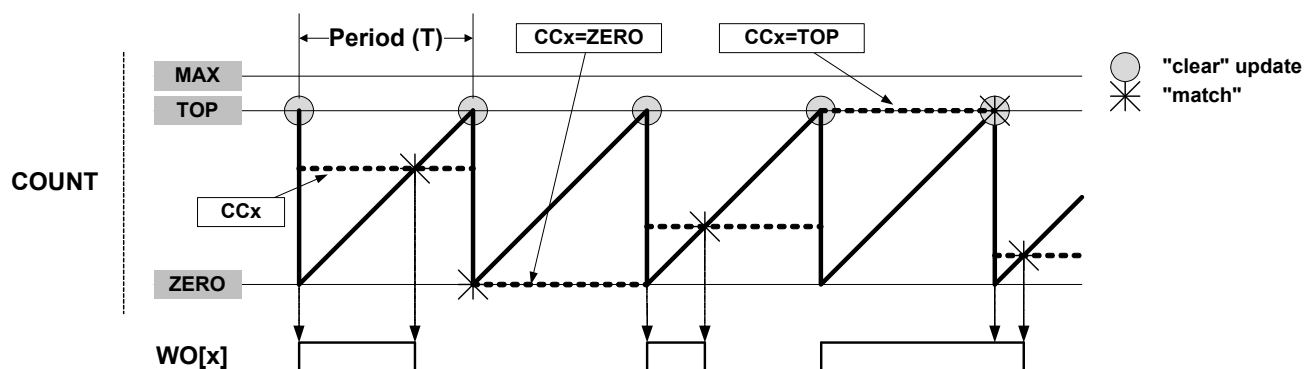 Period (T)
CCx=ZERO
CCx=TOP
"clear" update
"match"
MAX
TOP
COUNT
CCx
ZERO
WO[x]